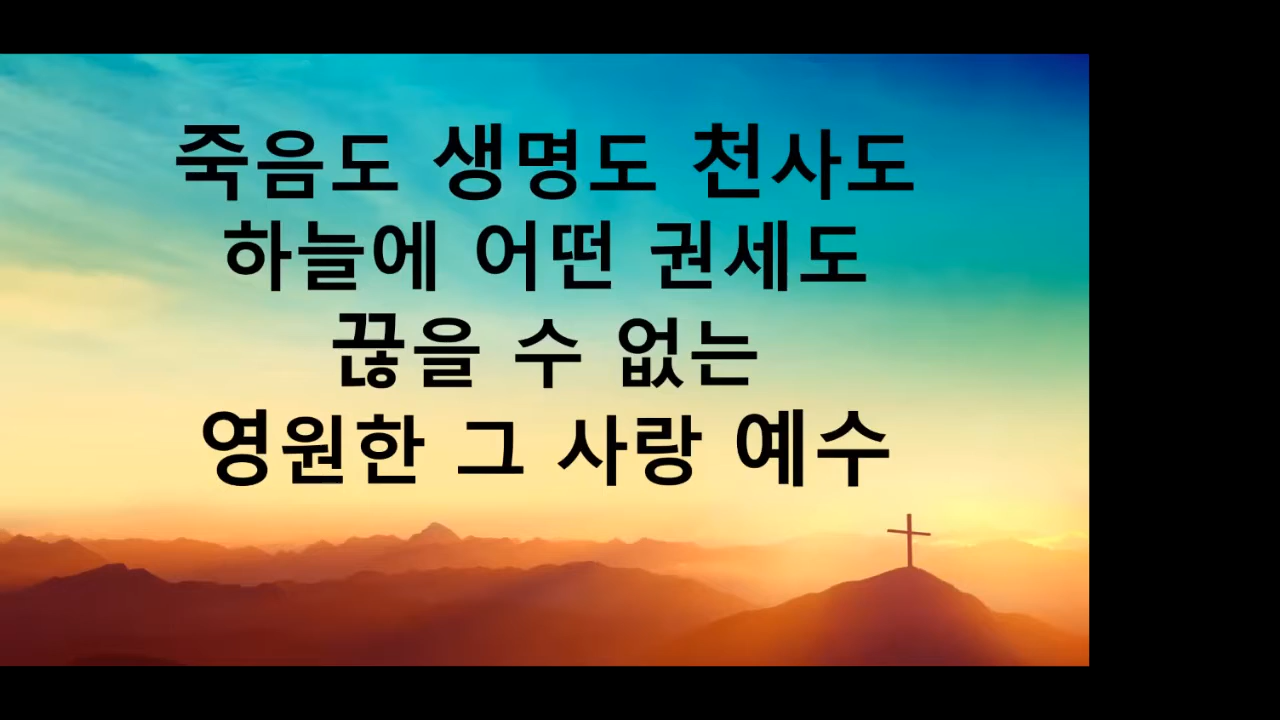 죽음도 생명도 천사도
하늘에 어떤 권세도
끊을 수 없는
영원한 그 사랑 예수